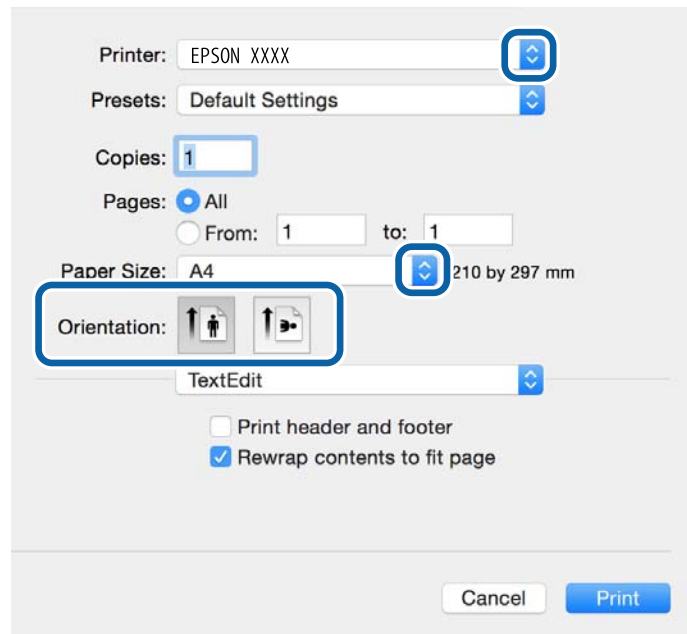 Printer: EPSON XXXX
Presets: Default Settings
Copies: 1
Pages: All
From: 1 to: 1
Paper Size: A4 210 by 297 mm
Orientation:
TextEdit
Print header and footer
Rewrap contents to fit page
Cancel Print